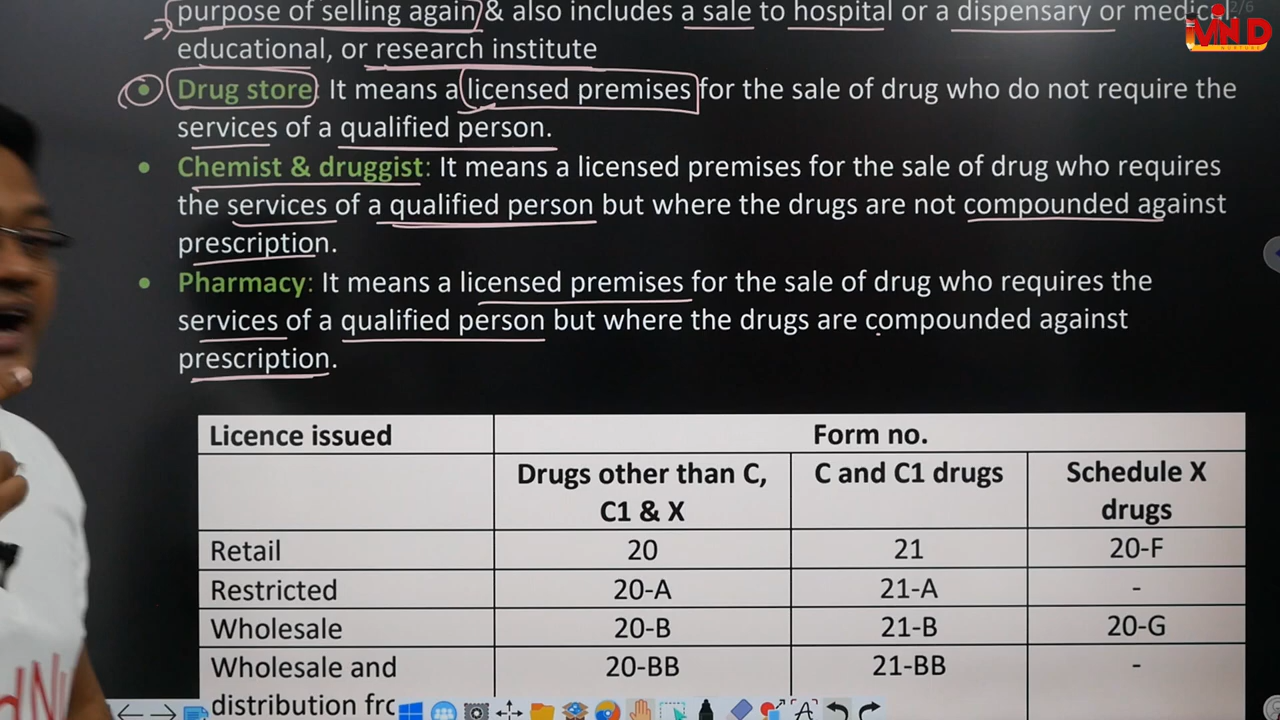 purpose of selling again & also includes a sale to hospital or a dispensary or medical,
educational, or research institute
• Drug store: It means a licensed premises for the sale of drug who do not require the
services of a qualified person.
• Chemist & druggist: It means a licensed premises for the sale of drug who requires
the services of a qualified person but where the drugs are not compounded against
prescription.
• Pharmacy: It means a licensed premises for the sale of drug who requires the
services of a qualified person but where the drugs are compounded against
prescription.
Licence issued Form no.
Drugs other than C, C and C1 drugs Schedule X
C1 & X drugs
Retail 20 21 20-F
Restricted 20-A 21-A -
Wholesale 20-B 21-B 20-G
Wholesale and 20-BB 21-BB -
distribution
2/6